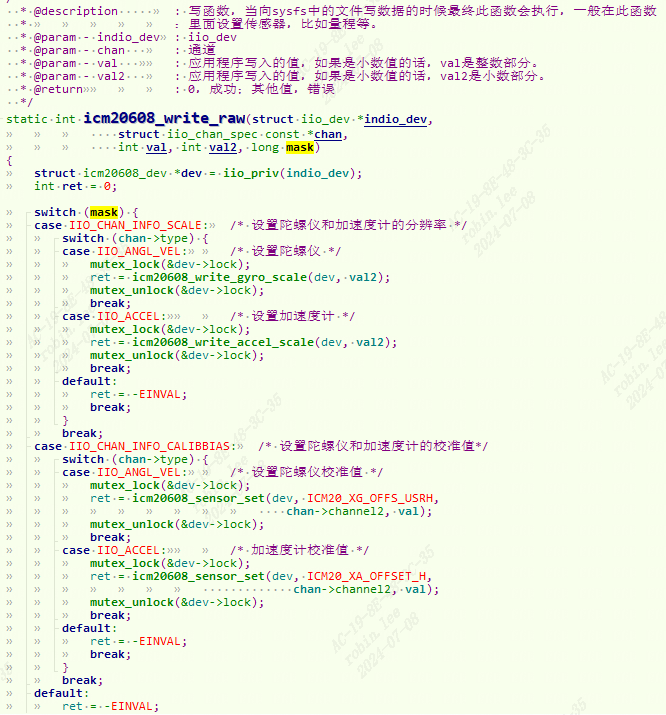 * @description : 写函数，当向sysfs中的文件写数据的时候最终此函数会执行，一般在此函数
* : 里面设置传感器，比如量程等。
* @param - indio_dev : iio_dev
* @param - chan : 通道
* @param - val : 应用程序写入的值，如果是小数值的话，val是整数部分。
* @param - val2 : 应用程序写入的值，如果是小数值的话，val2是小数部分。
* @return : 0，成功；其他值，错误
*/
static int icm20608_write_raw(struct iio_dev *indio_dev,
struct iio_chan_spec const *chan,
int val, int val2, long mask)
{
struct icm20608_dev *dev = iio_priv(indio_dev);
int ret = 0;
switch (mask) {
case IIO_CHAN_INFO_SCALE: /* 设置陀螺仪和加速度计的分辨率 */
switch (chan->type) {
case IIO_ANGL_VEL: /* 设置陀螺仪 */
mutex_lock(&dev->lock);
ret = icm20608_write_gyro_scale(dev, val2);
mutex_unlock(&dev->lock);
break;
case IIO_ACCEL: /* 设置加速度计 */
mutex_lock(&dev->lock);
ret = icm20608_write_accel_scale(dev, val2);
mutex_unlock(&dev->lock);
break;
default:
ret = -EINVAL;
break;
}
break;
case IIO_CHAN_INFO_CALIBBIAS: /* 设置陀螺仪和加速度计的校准值*/
switch (chan->type) {
case IIO_ANGL_VEL: /* 设置陀螺仪校准值 */
mutex_lock(&dev->lock);
ret = icm20608_sensor_set(dev, ICM20_XG_OFFS_USRH,
chan->channel2, val);
mutex_unlock(&dev->lock);
break;
case IIO_ACCEL: /* 加速度计校准值 */
mutex_lock(&dev->lock);
ret = icm20608_sensor_set(dev, ICM20_XA_OFFSET_H,
chan->channel2, val);
mutex_unlock(&dev->lock);
break;
default:
ret = -EINVAL;
break;
}
break;
default:
ret = -EINVAL;
AC-19-8E-48-3C-36
robin.lee
2024-07-08